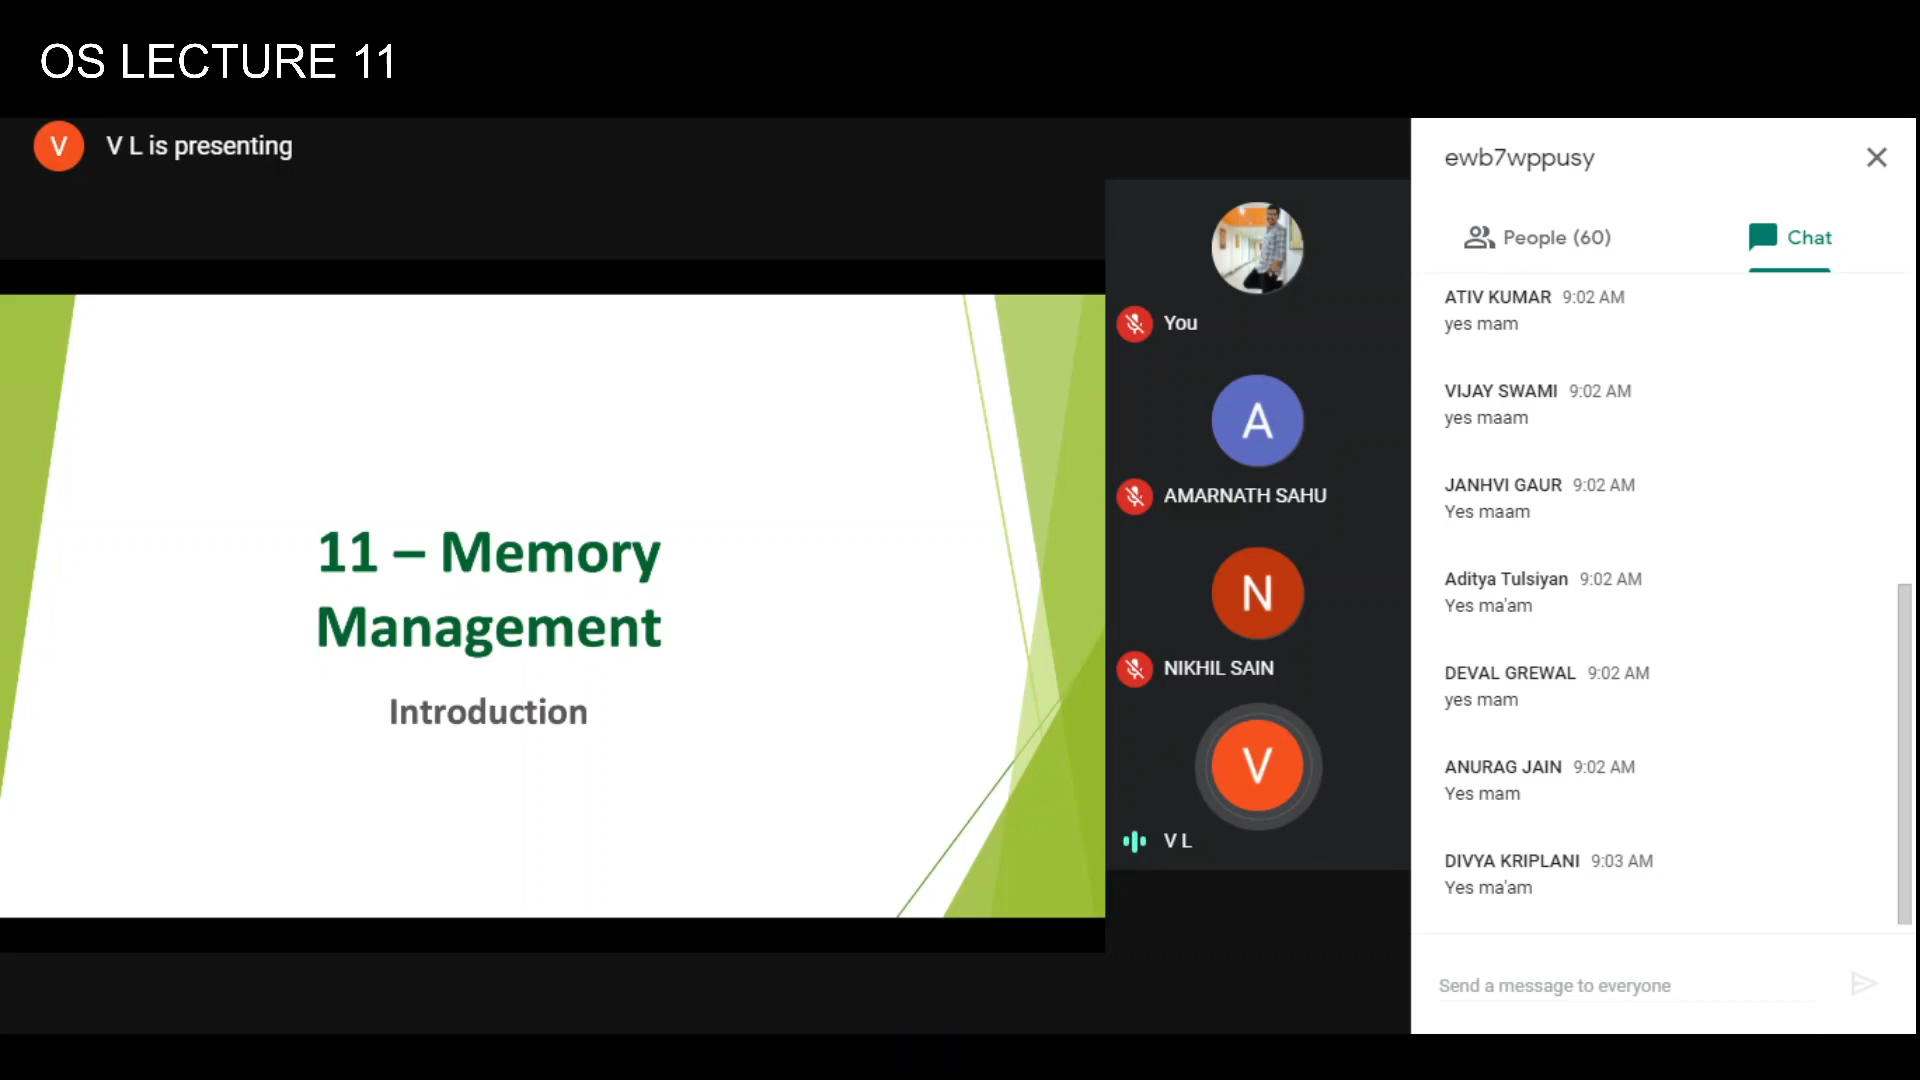 OS LECTURE 11
V
V L is presenting
11 – Memory
Management
Introduction
You
A
AMARNATH SAHU
N
NIKHIL SAIN
V
V L
ewb7wppusy
People (60)
Chat
ATIV KUMAR 9:02 AM
yes mam
VIJAY SWAMI 9:02 AM
yes maam
JANHVI GAUR 9:02 AM
Yes maam
Aditya Tulsiyan 9:02 AM
Yes ma'am
DEVAL GREWAL 9:02 AM
yes mam
ANURAG JAIN 9:02 AM
Yes mam
DIVYA KRIPLANI 9:03 AM
Yes ma'am
Send a message to everyone